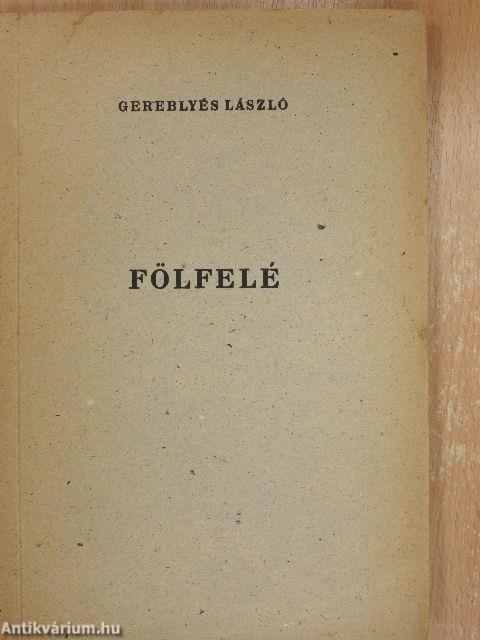 GEREBLYÉS LÁSZLÓ
FÖLFELÉ
Antikvárium.hu